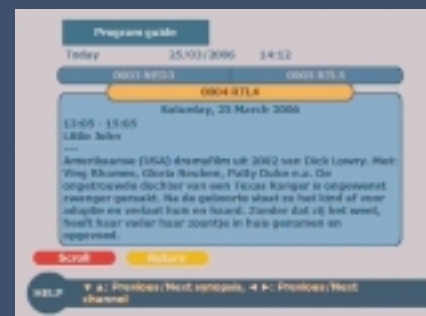 Program guide
Today 25/03/2006 14:12
0003 NED3 0005 RTL5
0004 RTL4
Saturday, 25 March 2006
13:05 - 15:05
Little John
---
Amerikaanse (USA) dramafilm uit 2002 van Dick Lowry. Met:
Ving Rhames, Gloria Reuben, Patty Duke e.a. De
ongetrouwde dochter van een Texas Ranger is ongewenst
zwanger geraakt. Na de geboorte staat ze het kind af voor
adoptie en verlaat huis en haard. Zonder dat zij het weet,
heeft haar vader haar zoontje in huis genomen en
opgevoed.
Scroll Return
HELP ▼ ▲: Previous/Next synopsis, ◄ ►: Previous/Next
channel